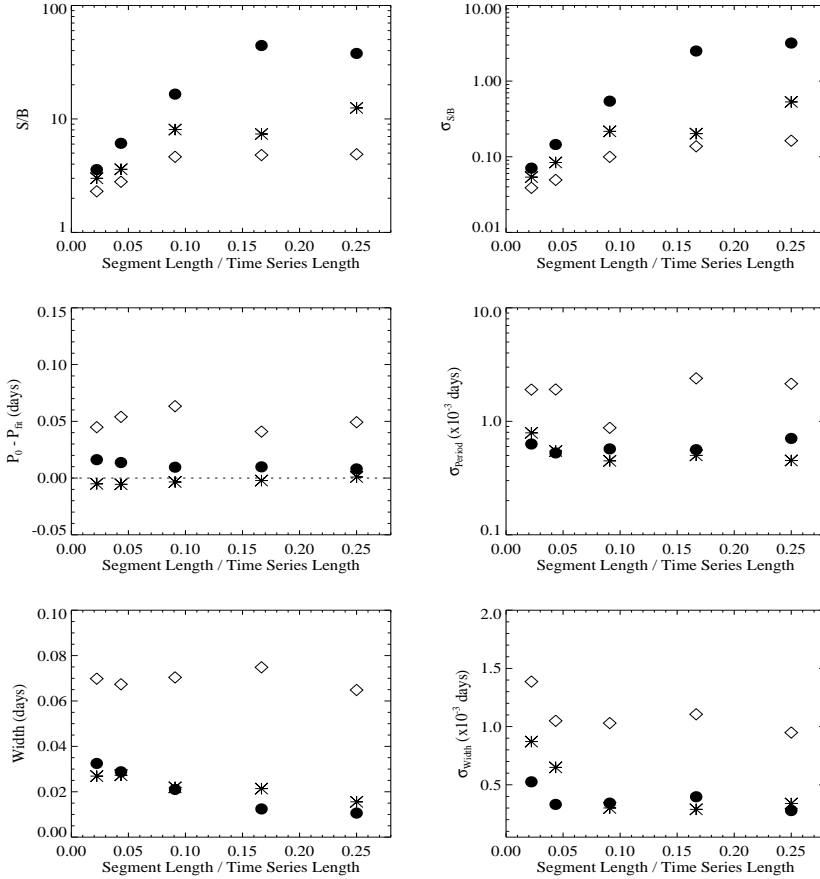 100
10
1
S/B
0.00 0.05 0.10 0.15 0.20 0.25
Segment Length / Time Series Length
10.00
1.00
0.10
0.01
σS/B
0.00 0.05 0.10 0.15 0.20 0.25
Segment Length / Time Series Length
0.15
0.10
0.05
0.00
-0.05
P0 - Pfit (days)
0.00 0.05 0.10 0.15 0.20 0.25
Segment Length / Time Series Length
10.0
1.0
0.1
σPeriod (x10-3 days)
0.00 0.05 0.10 0.15 0.20 0.25
Segment Length / Time Series Length
0.10
0.08
0.06
0.04
0.02
0.00
Width (days)
0.00 0.05 0.10 0.15 0.20 0.25
Segment Length / Time Series Length
2.0
1.5
1.0
0.5
σWidth (x10-3 days)
0.00 0.05 0.10 0.15 0.20 0.25
Segment Length / Time Series Length